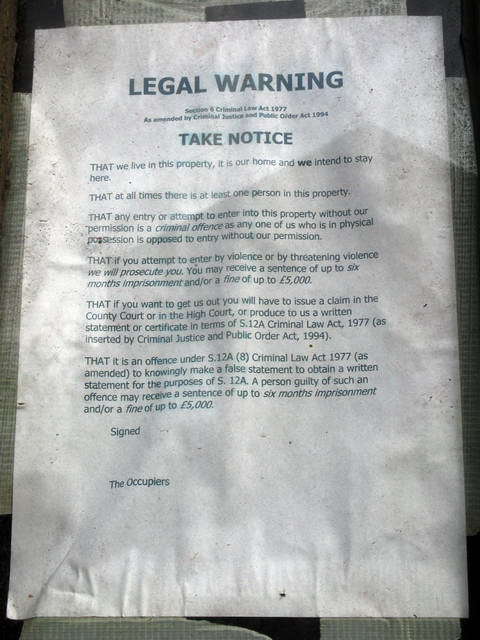 LEGAL WARNING
Section 6 Criminal Law Act 1977
As amended by Criminal Justice and Public Order Act 1994
TAKE NOTICE
THAT we live in this property, it is our home and we intend to stay
here.
THAT at all times there is at least one person in this property.
THAT any entry or attempt to enter into this property without our
permission is a criminal offence as any one of us who is in physical
possession is opposed to entry without our permission.
THAT if you attempt to enter by violence or by threatening violence
we will prosecute you. You may receive a sentence of up to six
months imprisonment and/or a fine of up to £5,000.
THAT if you want to get us out you will have to issue a claim in the
County Court or in the High Court, or produce to us a written
statement or certificate in terms of S.12A Criminal Law Act, 1977 (as
inserted by Criminal Justice and Public Order Act, 1994).
THAT it is an offence under S.12A (8) Criminal Law Act 1977 (as
amended) to knowingly make a false statement to obtain a written
statement for the purposes of S. 12A. A person guilty of such an
offence may receive a sentence of up to six months imprisonment
and/or a fine of up to £5,000.
Signed
The Occupiers